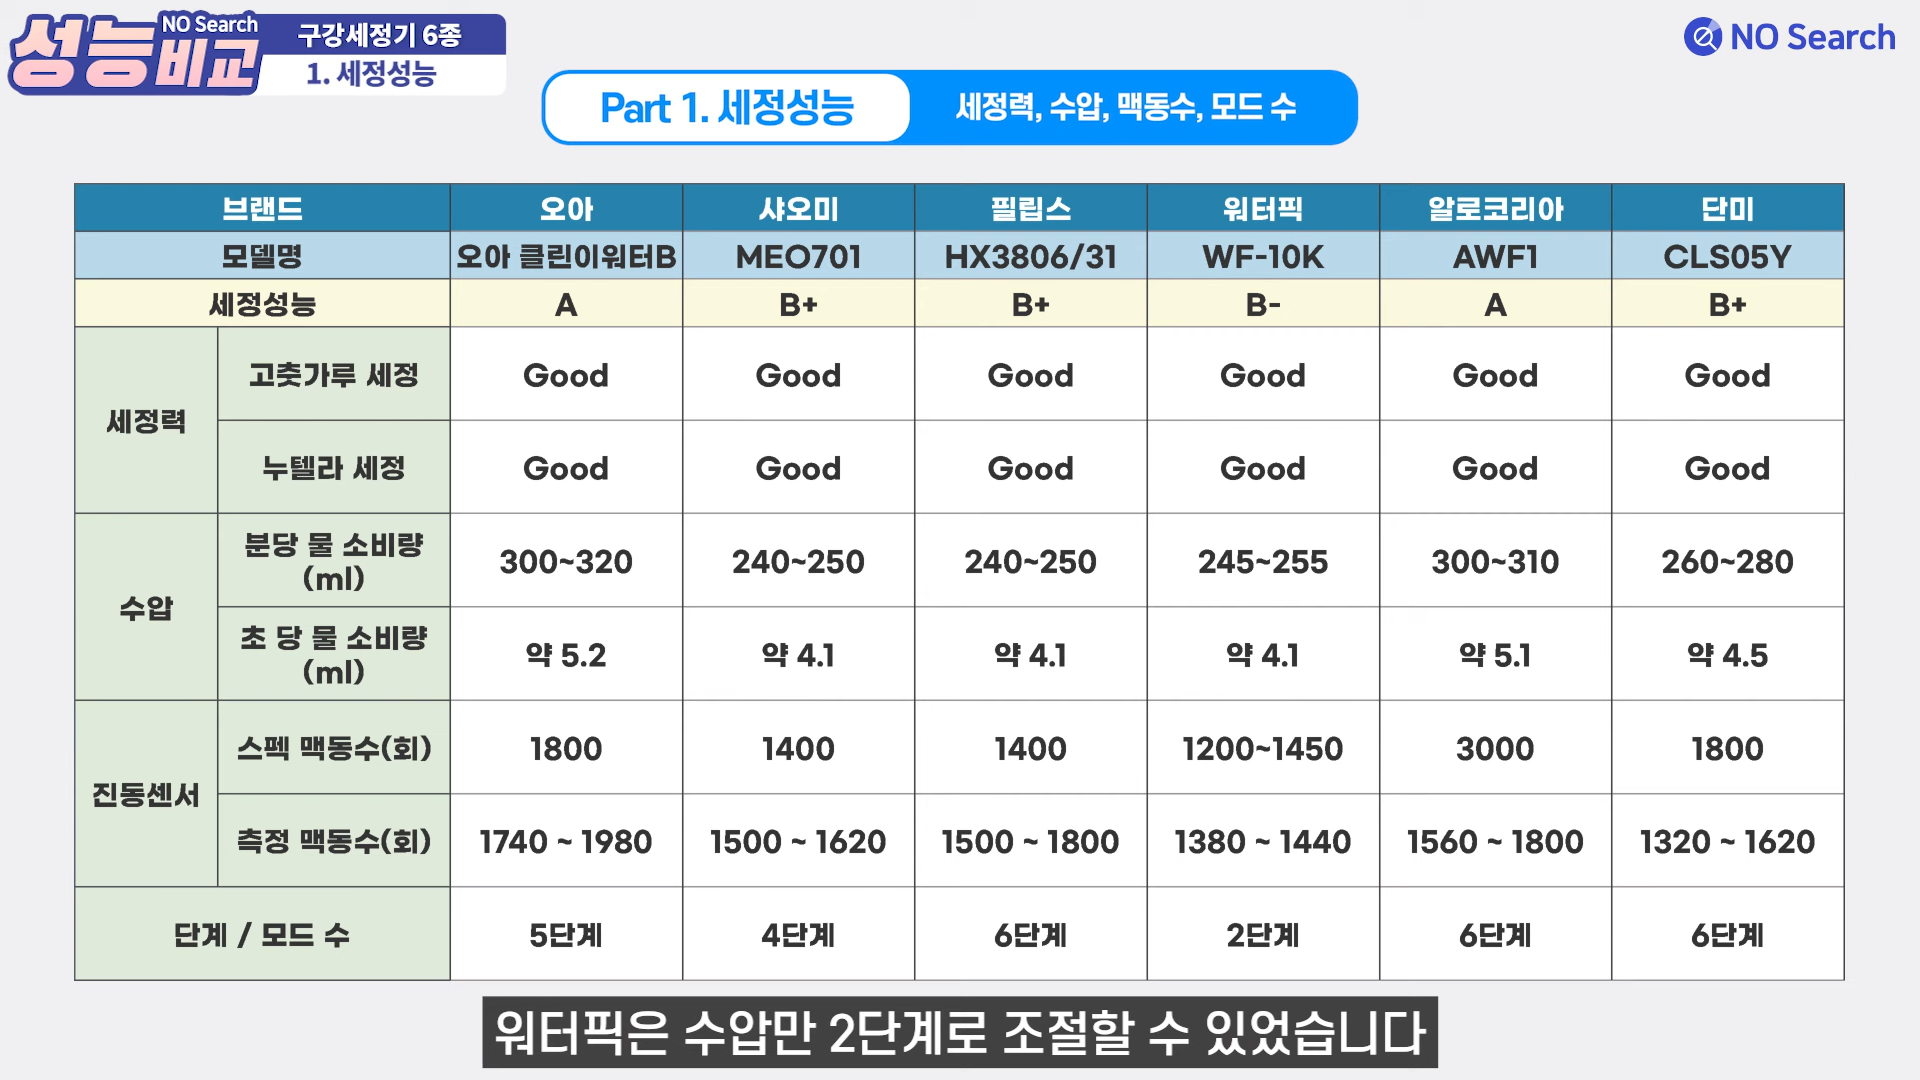 성능비교
NO Search
구강세정기 6종
1. 세정성능
NO Search
Part 1. 세정성능
세정력, 수압, 맥동수, 모드 수
브랜드 오아 샤오미 필립스 워터픽 알로코리아 단미
모델명 오아 클린이워터B MEO701 HX3806/31 WF-10K AWF1 CLS05Y
세정성능 A B+ B+ B- A B+
세정력
고춧가루 세정 Good Good Good Good Good Good
누텔라 세정 Good Good Good Good Good Good
수압
분당 물 소비량
(ml)
300~320 240~250 240~250 245~255 300~310 260~280
초 당 물 소비량
(ml)
약 5.2 약 4.1 약 4.1 약 4.1 약 5.1 약 4.5
진동센서
스펙 맥동수(회) 1800 1400 1400 1200~1450 3000 1800
측정 맥동수(회) 1740 ~ 1980 1500 ~ 1620 1500 ~ 1800 1380 ~ 1440 1560 ~ 1800 1320 ~ 1620
단계 / 모드 수 5단계 4단계 6단계 2단계 6단계 6단계
워터픽은 수압만 2단계로 조절할 수 있었습니다